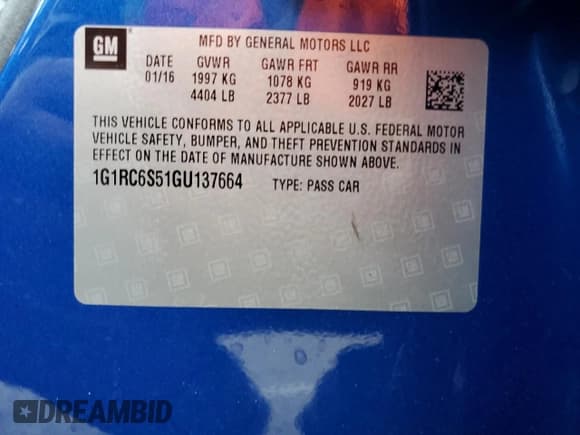 GM
MFD BY GENERAL MOTORS LLC
DATE GVWR GAWR FRT GAWR RR
01/16 1997 KG 1078 KG 919 KG
4404 LB 2377 LB 2027 LB
THIS VEHICLE CONFORMS TO ALL APPLICABLE U.S. FEDERAL MOTOR
VEHICLE SAFETY, BUMPER, AND THEFT PREVENTION STANDARDS IN
EFFECT ON THE DATE OF MANUFACTURE SHOWN ABOVE.
1G1RC6S51GU137664 TYPE: PASS CAR
DREAMBID